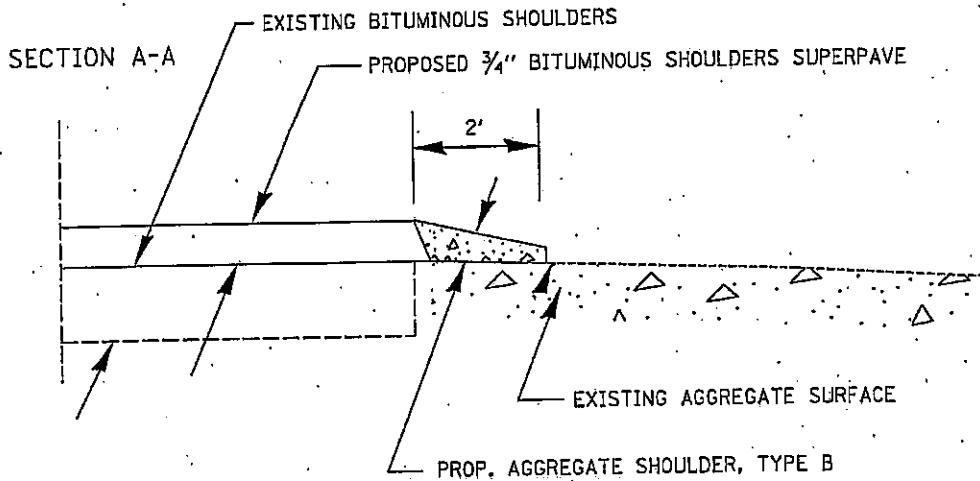 EXISTING BITUMINOUS SHOULDERS
SECTION A-A
PROPOSED ¾" BITUMINOUS SHOULDERS SUPERPAVE
2'
EXISTING AGGREGATE SURFACE
PROP. AGGREGATE SHOULDER, TYPE B